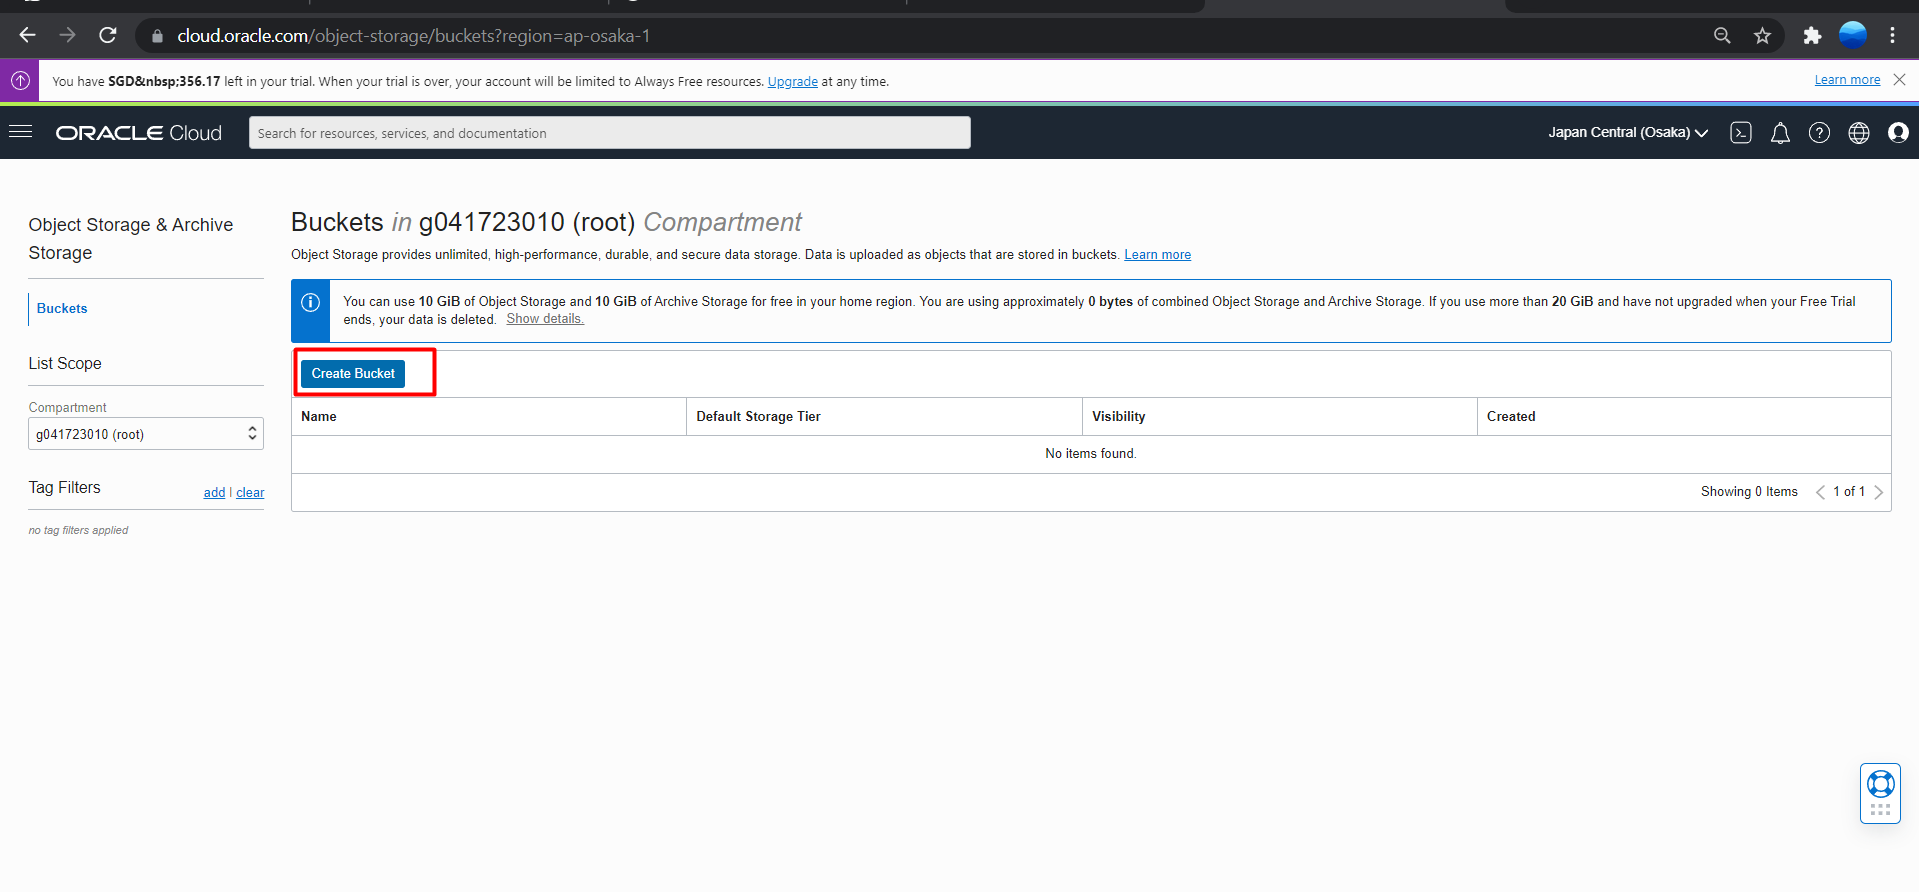 cloud.oracle.com/object-storage/buckets?region=ap-osaka-1
You have SGD&nbsp;356.17 left in your trial. When your trial is over, your account will be limited to Always Free resources. Upgrade at any time.
Learn more
ORACLE Cloud
Search for resources, services, and documentation
Japan Central (Osaka)
Object Storage & Archive
Storage
Buckets
List Scope
Compartment
g041723010 (root)
Tag Filters
add | clear
no tag filters applied
Buckets in g041723010 (root) Compartment
Object Storage provides unlimited, high-performance, durable, and secure data storage. Data is uploaded as objects that are stored in buckets. Learn more
You can use 10 GiB of Object Storage and 10 GiB of Archive Storage for free in your home region. You are using approximately 0 bytes of combined Object Storage and Archive Storage. If you use more than 20 GiB and have not upgraded when your Free Trial
ends, your data is deleted. Show details.
Create Bucket
Name Default Storage Tier Visibility Created
No items found.
Showing 0 Items 1 of 1